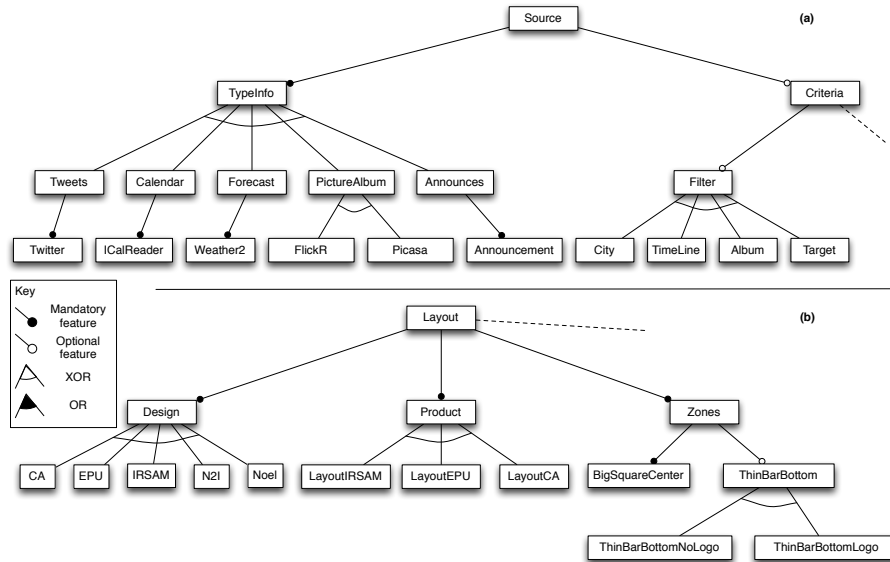 Source
(a)
TypeInfo
Criteria
Tweets
Calendar
Forecast
PictureAlbum
Announces
Filter
Twitter
ICalReader
Weather2
FlickR
Picasa
Announcement
City
TimeLine
Album
Target
Key
Mandatory
feature
Optional
feature
XOR
OR
Layout
(b)
Design
Product
Zones
CA
EPU
IRSAM
N2I
Noel
LayoutIRSAM
LayoutEPU
LayoutCA
BigSquareCenter
ThinBarBottom
ThinBarBottomNoLogo
ThinBarBottomLogo